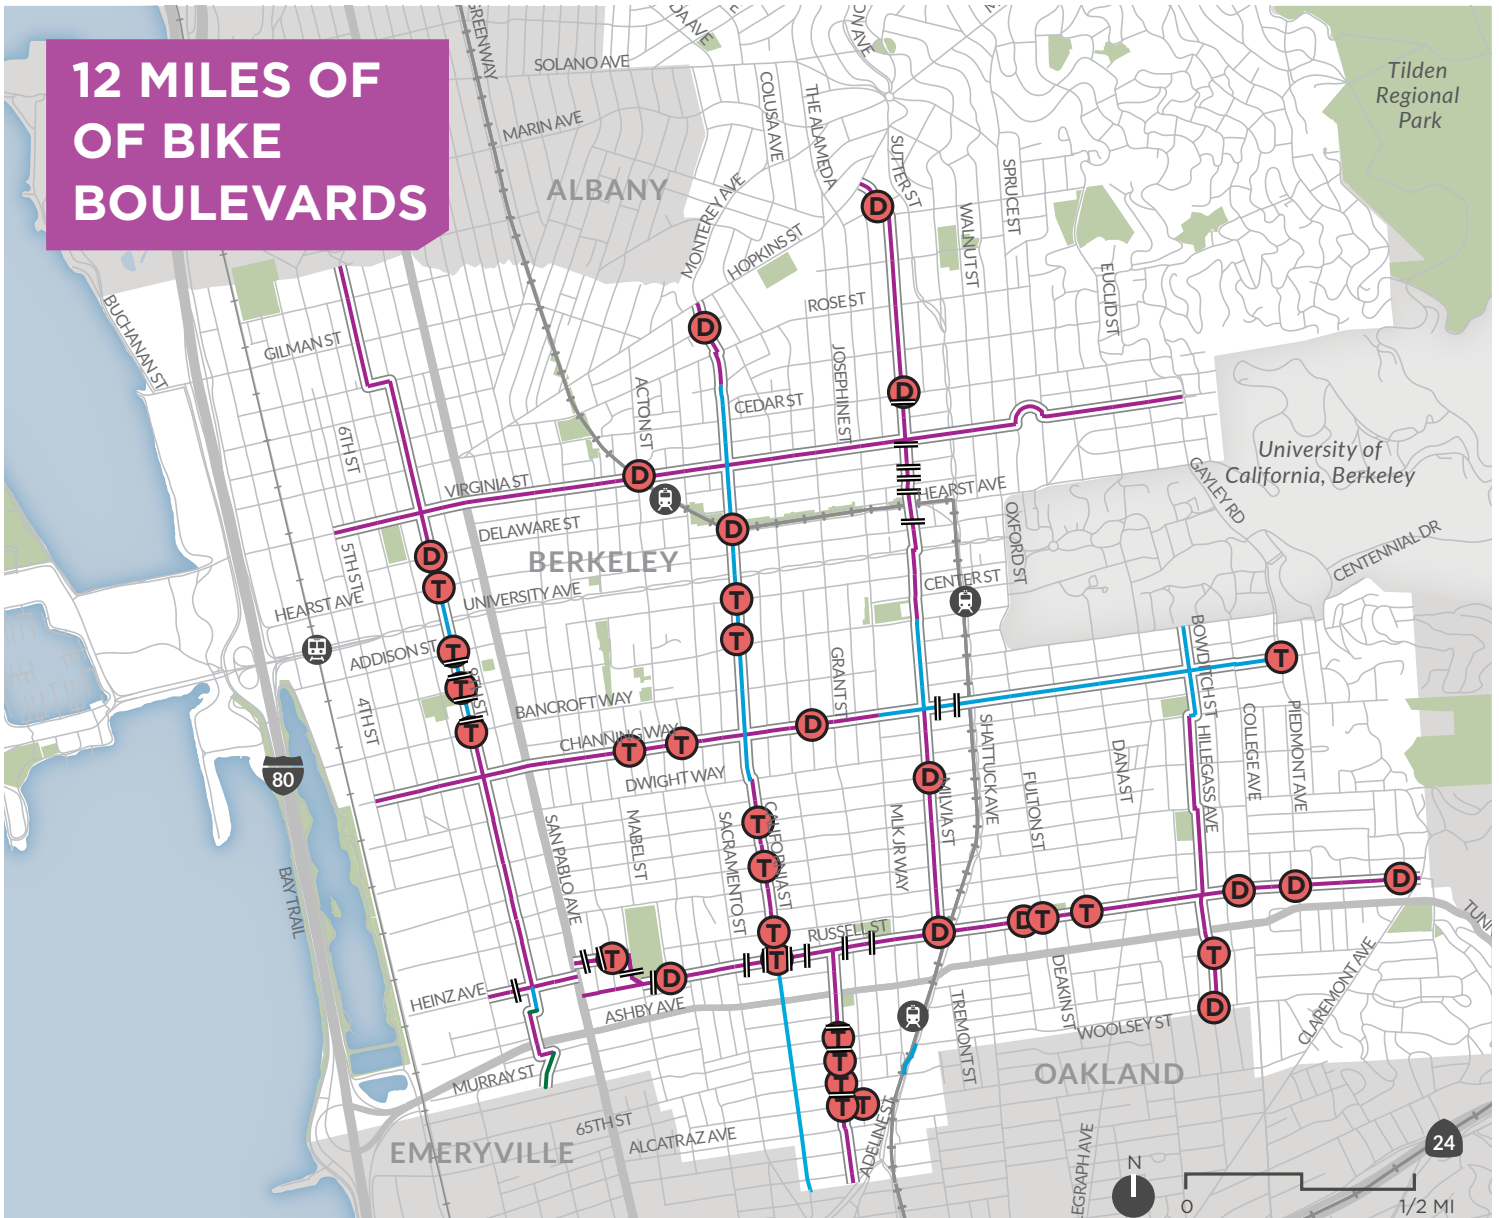 12 MILES OF
OF BIKE
BOULEVARDS
GREENWAY
SOLANO AVE
MARIN AVE
ALBANY
COLUSA AVE
THE ALAMEDA
MONTEREY AVE
HOPKINS ST
SUTTER ST
SPRUCE ST
WALNUT ST
EUCLID ST
Tilden
Regional
Park
D
BUCHANAN ST
GILMAN ST
ROSE ST
D
JOSEPHINE ST
ACTON ST
CEDAR ST
D
6TH ST
VIRGINIA ST
D
HEARST AVE
University of
California, Berkeley
GAYLEY RD
DELAWARE ST
D
OXFORD ST
BERKELEY
5TH ST
D
T
CENTER ST
CENTENNIAL DR
HEARST AVE
UNIVERSITY AVE
T
T
ADDISON ST
T
T
T
9TH ST
GRANT ST
BOWDITCH ST
T
4TH ST
BANCROFT WAY
CHANNING WAY
T
T
D
SHATTUCK AVE
HILLEGASS AVE
COLLEGE AVE
PIEDMONT AVE
80
DWIGHT WAY
D
MILVIA ST
FULTON ST
DANA ST
SAN PABLO AVE
MABEL ST
SACRAMENTO ST
CALIFORNIA ST
T
T
MLK JR WAY
BAY TRAIL
D
D
D
T
RUSSELL ST
D
D
T
T
T
T
D
T
T
D
HEINZ AVE
ASHBY AVE
DEAKIN ST
CLAREMONT AVE
TREMONT ST
WOOLSEY ST
T
T
T
T
T
MURRAY ST
OAKLAND
65TH ST
ALCATRAZ AVE
ADELINE ST
EMERYVILLE
24
N
0
1/2 MI